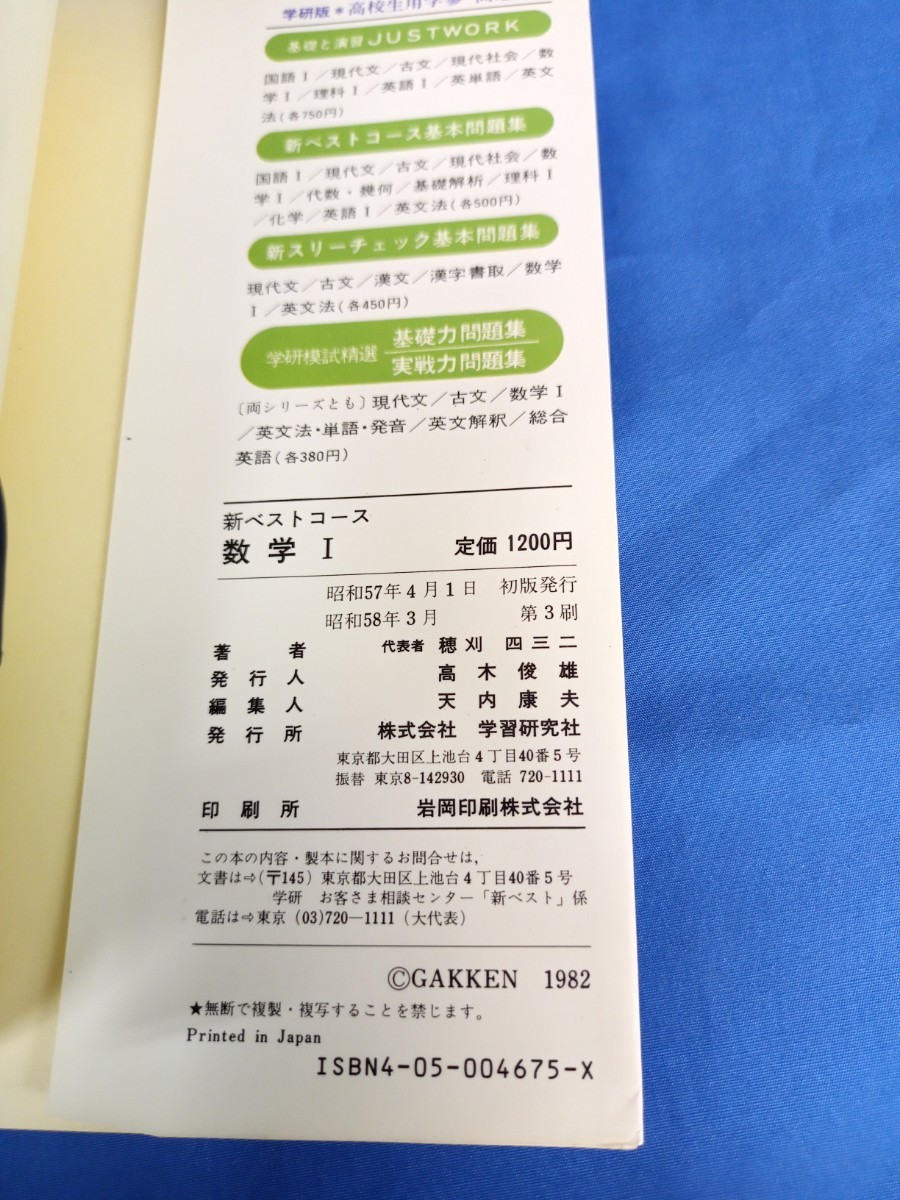 学研版*高校生用学参
基礎と演習JUSTWORK
国語Ⅰ/現代文/古文/現代社会/数
学Ⅰ/理科Ⅰ/英語Ⅰ/英単語/英文
法(各750円)
新ベストコース基本問題集
国語Ⅰ/現代文/古文/現代社会/数
学Ⅰ/代数・幾何/基礎解析/理科Ⅰ
/化学/英語Ⅰ/英文法(各500円)
新スリーチェック基本問題集
現代文/古文/漢文/漢字書取/数学
Ⅰ/英文法(各450円)
学研模試精選 基礎力問題集
実戦力問題集
〔両シリーズとも〕現代文/古文/数学Ⅰ
/英文法・単語・発音/英文解釈/総合
英語(各380円)
新ベストコース
数学Ⅰ 定価1200円
昭和57年4月1日 初版発行
昭和58年3月 第3刷
著者 代表者 穂刈四三二
発行人 高木俊雄
編集人 天内康夫
発行所 株式会社 学習研究社
東京都大田区上池台4丁目40番5号
振替 東京8-142930 電話 720-1111
印刷所 岩岡印刷株式会社
この本の内容・製本に関するお問合せは,
文書は⇨(〒145) 東京都大田区上池台4丁目40番5号
学研 お客さま相談センター「新ベスト」係
電話は⇨東京 (03)720―1111 (大代表)
©GAKKEN 1982
★無断で複製・複写することを禁じます。
Printed in Japan
ISBN4-05-004675-X